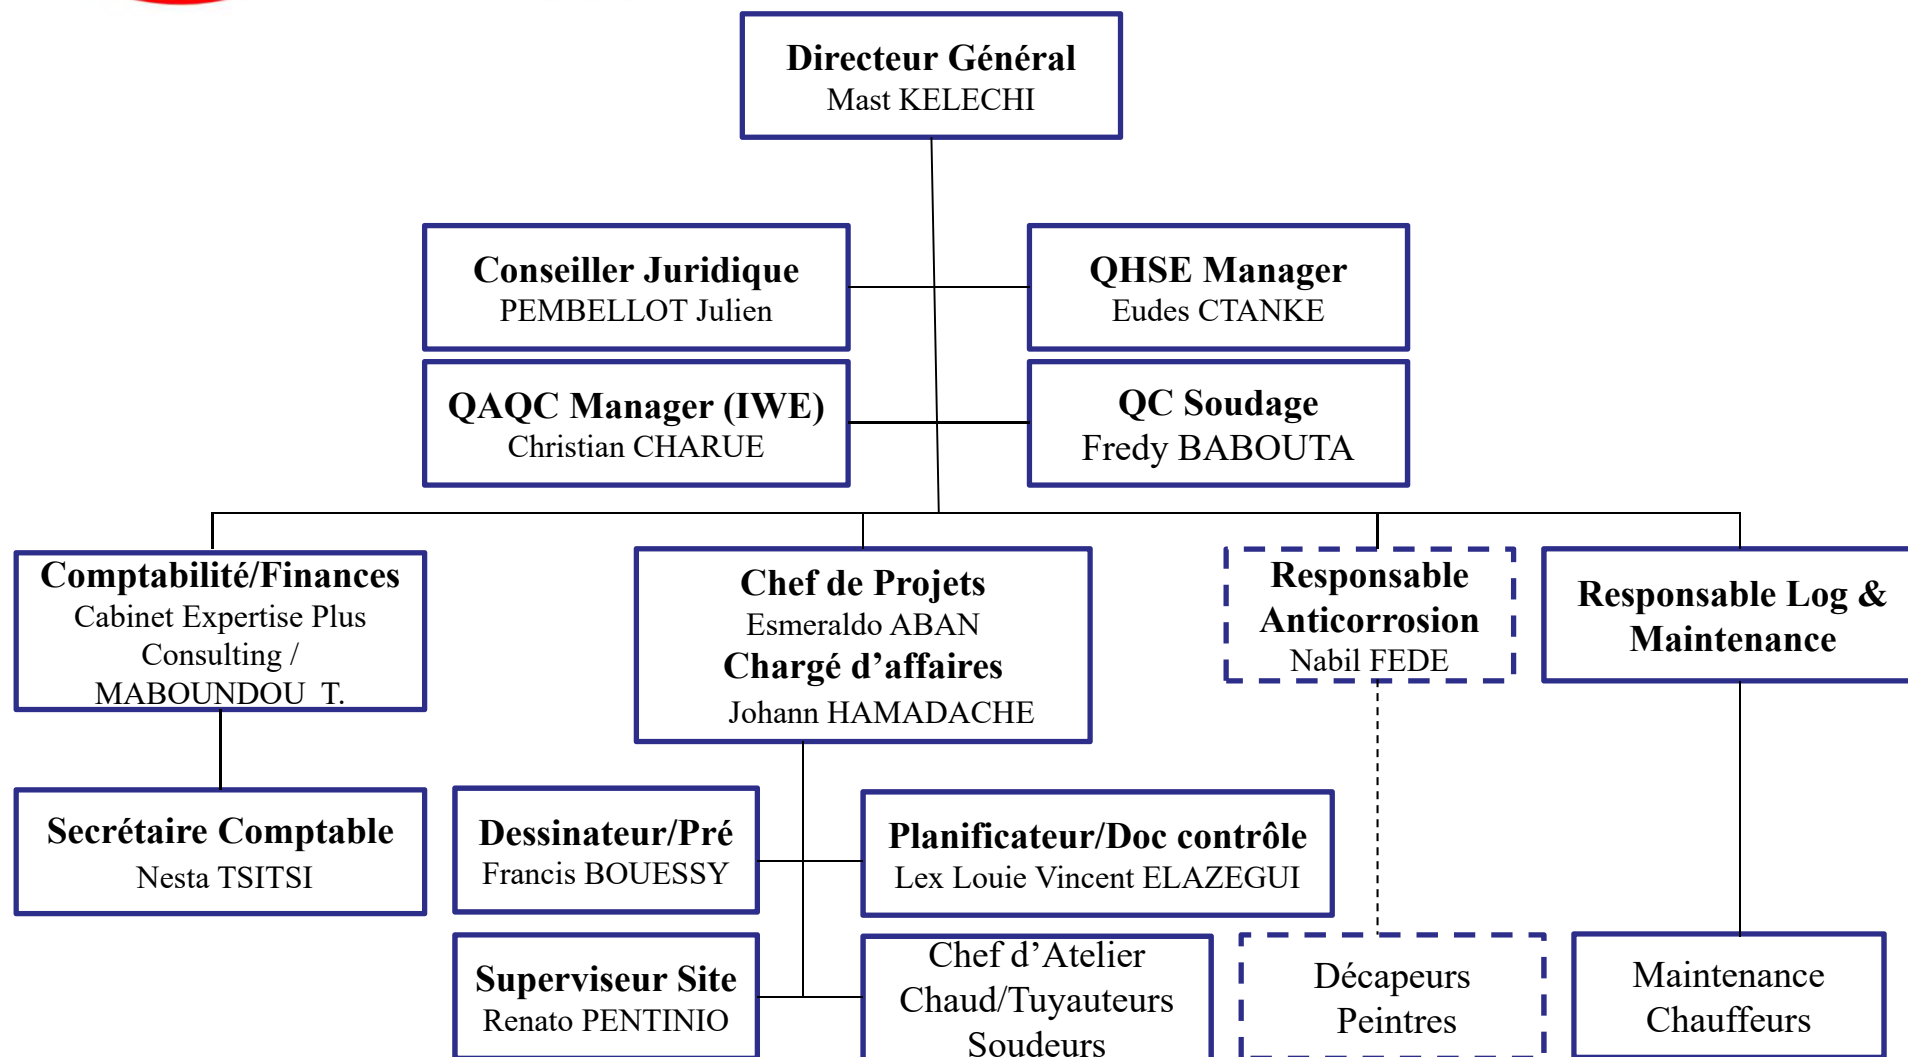 Directeur Général
Mast KELECHI
Conseiller Juridique
PEMBELLOT Julien
QHSE Manager
Eudes CTANKE
QAQC Manager (IWE)
Christian CHARUE
QC Soudage
Fredy BABOUTA
Comptabilité/Finances
Cabinet Expertise Plus
Consulting /
MABOUNDOU T.
Chef de Projets
Esmeraldo ABAN
Chargé d’affaires
Johann HAMADACHE
Responsable
Anticorrosion
Nabil FEDE
Responsable Log &
Maintenance
Secrétaire Comptable
Nesta TSITSI
Dessinateur/Pré
Francis BOUESSY
Planificateur/Doc contrôle
Lex Louie Vincent ELAZEGUI
Superviseur Site
Renato PENTINIO
Chef d’Atelier
Chaud/Tuyauteurs
Soudeurs
Décapeurs
Peintres
Maintenance
Chauffeurs